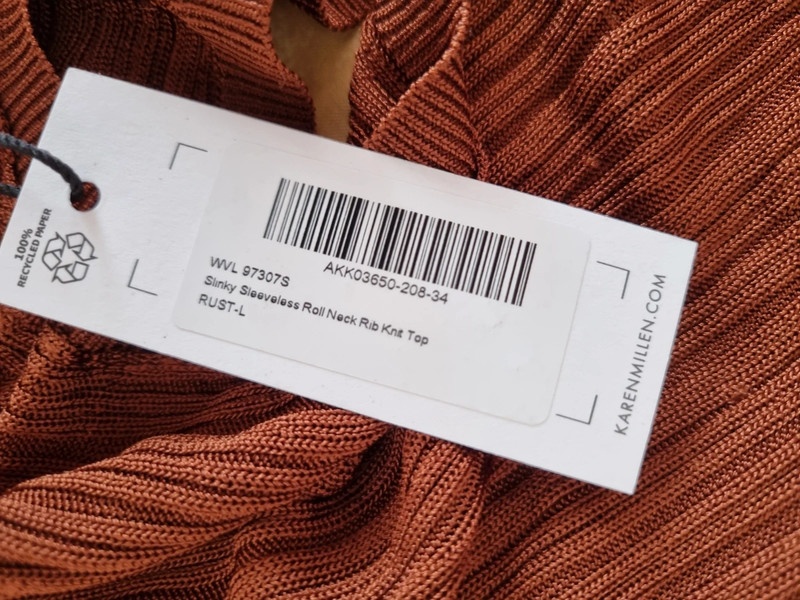 100%
RECYCLED PAPER
AKK03650-208-34
WVL 97307S
Slinky Sleeveless Roll Neck Rib Knit Top
RUST-L
KARENMILLEN.COM